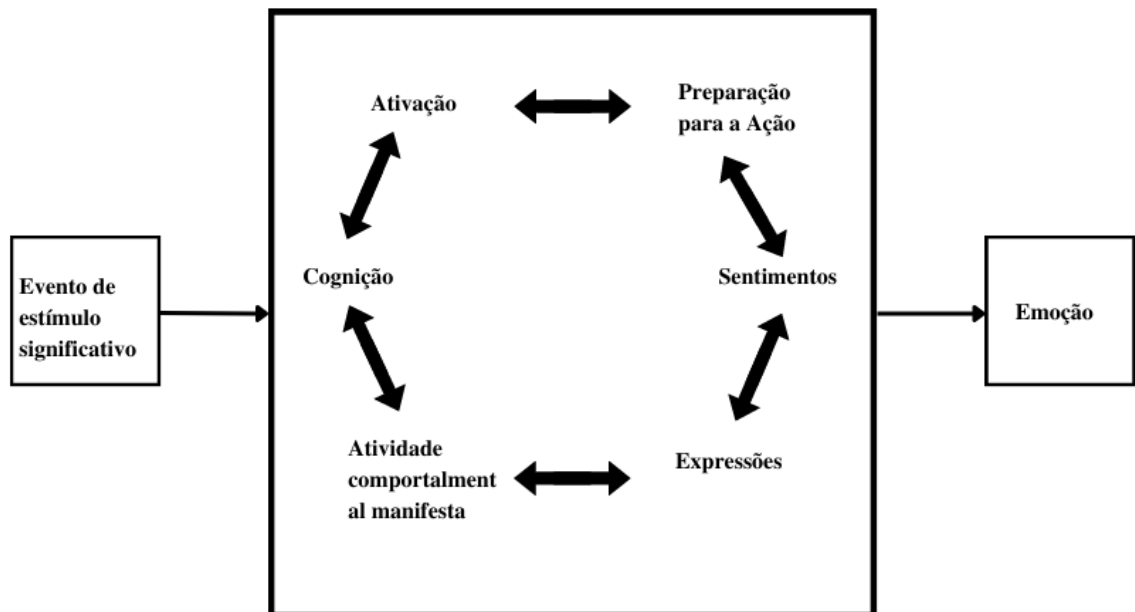 Ativação
Preparação
para a Ação
Evento de
estímulo
significativo
Cognição
Sentimentos
Emoção
Atividade
comportalment
al manifesta
Expressões